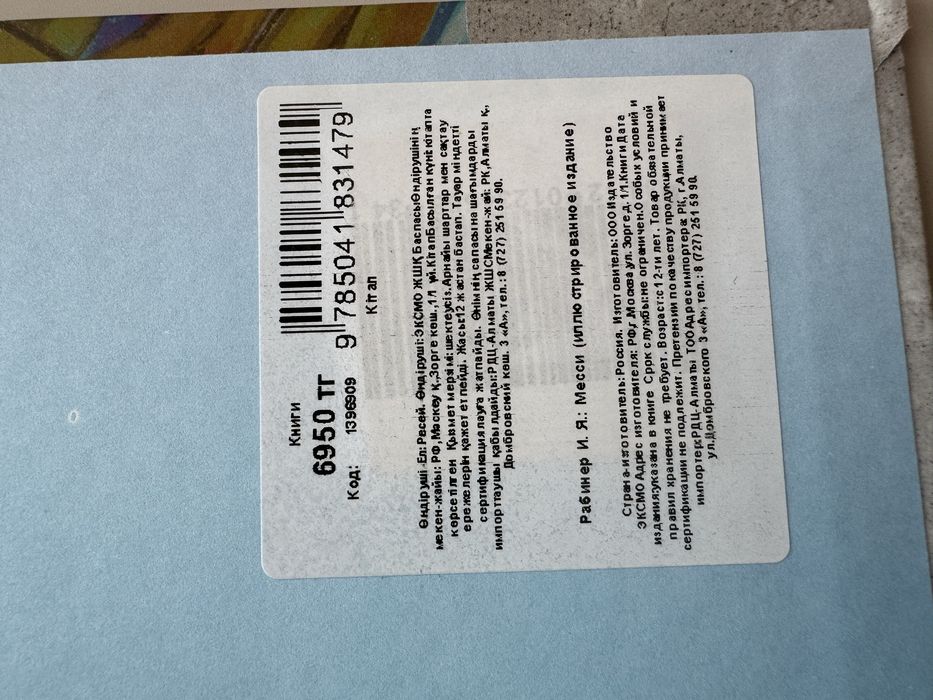 Книги
6950 тг
Код: 1396909
9 785041 831479
Кітап
Өндіруші -Ел: Ресей. Өндіруші: ЭКСМО ЖШҚ БаспасыӨндірушінің
мекен-жайы: РФ, Мәскеу қ,Зорге көш.,1/1 үй.КітапБасылған күні:кітапта
көрсетілген Қызмет мерзімі:шектеусіз.Арнайы шарттар мен сақтау
ережелерін қажет етпейді. Жасы:12 жастан бастап. Тауар міндетті
сертификациялауға жатпайды. Өнімнің сапасына шағымдарды
импорттаушы қабылдайды:РДЦ-Алматы ЖШСМекен-жай: РК,Алматы қ.,
Домбровский көш. 3 «А», тел.: 8 (727) 251 59 90.
Рабинер И. Я.: Месси (иллюстрированное издание)
Страна-изготовитель: Россия. Изготовитель: ООО Издательство
ЭКСМО Адрес изготовителя: РФ,г.Москва,ул. Зорге д. 1/1.Книги Дата
издания:указана в книге Срок службы:не ограничен.Особых условий и
правил хранения не требует. Возраст:с 12-ти лет. Товар обязательной
сертификации не подлежит. Претензии по качеству продукции принимает
импортер:РДЦ-Алматы ТОО Адрес импортера: РК, г.Алматы,
ул.Домбровского 3 «А», тел.: 8 (727) 251 59 90.